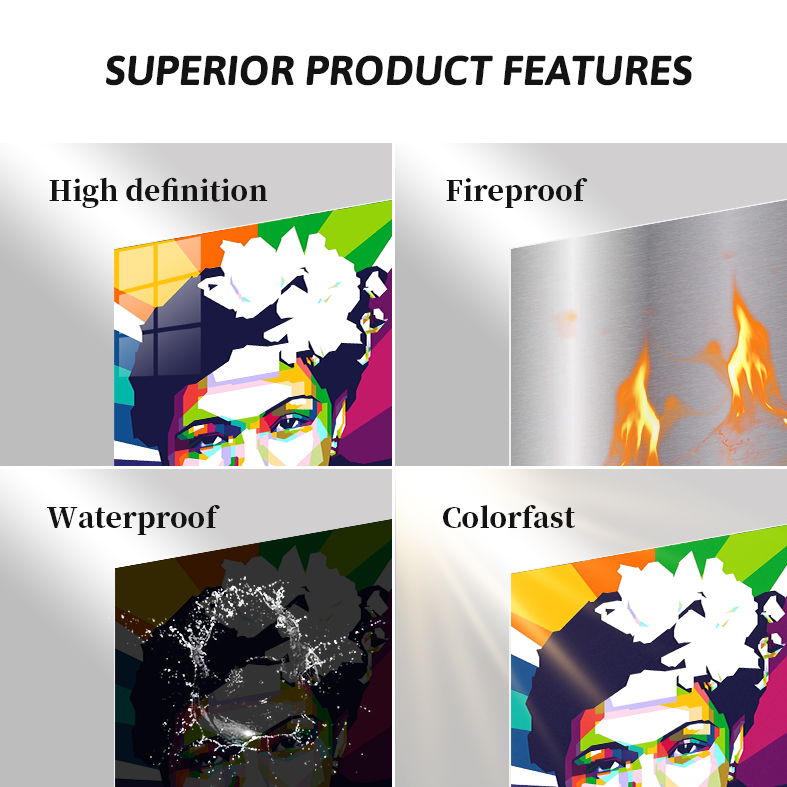 SUPERIOR PRODUCT FEATURES
High definition
Fireproof
Waterproof
Colorfast